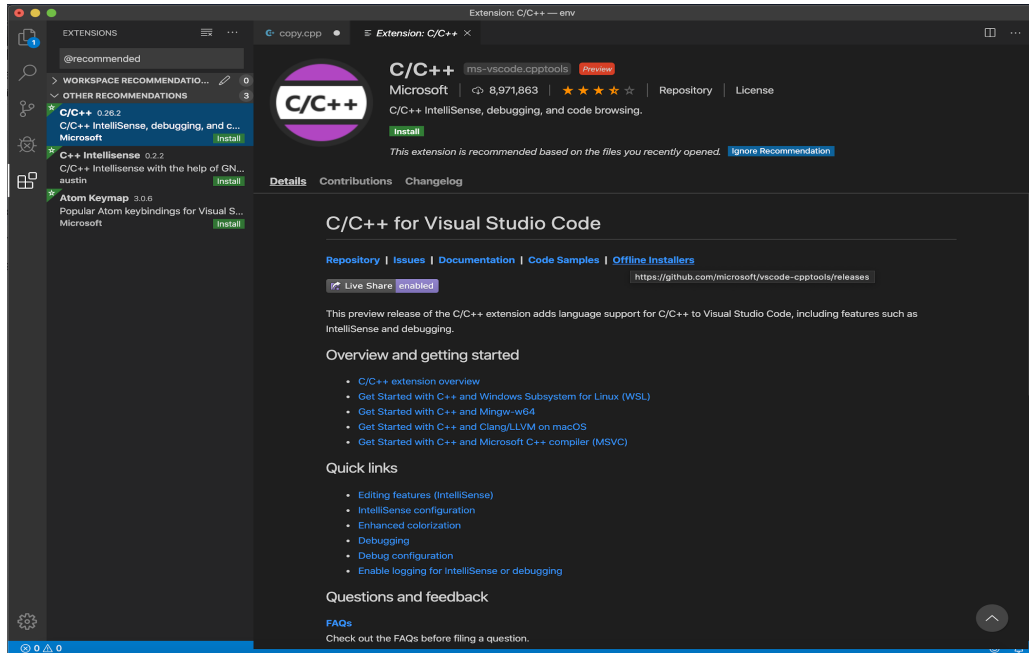 Extension: C/C++ — env
EXTENSIONS
copy.cpp
Extension: C/C++
1
@recommended
WORKSPACE RECOMMENDATIO... 0
OTHER RECOMMENDATIONS 3
C/C++ 0.26.2
C/C++ IntelliSense, debugging, and c...
Microsoft Install
C++ Intellisense 0.2.2
C/C++ Intellisense with the help of GN...
austin Install
Atom Keymap 3.0.6
Popular Atom keybindings for Visual S...
Microsoft Install
C/C++
C/C++ ms-vscode.cpptools Preview
Microsoft 8,971,863 Repository License
C/C++ IntelliSense, debugging, and code browsing.
Install
This extension is recommended based on the files you recently opened. Ignore Recommendation
Details Contributions Changelog
C/C++ for Visual Studio Code
Repository | Issues | Documentation | Code Samples | Offline Installers
https://github.com/microsoft/vscode-cpptools/releases
Live Share enabled
This preview release of the C/C++ extension adds language support for C/C++ to Visual Studio Code, including features such as
IntelliSense and debugging.
Overview and getting started
• C/C++ extension overview
• Get Started with C++ and Windows Subsystem for Linux (WSL)
• Get Started with C++ and Mingw-w64
• Get Started with C++ and Clang/LLVM on macOS
• Get Started with C++ and Microsoft C++ compiler (MSVC)
Quick links
• Editing features (IntelliSense)
• IntelliSense configuration
• Enhanced colorization
• Debugging
• Debug configuration
• Enable logging for IntelliSense or debugging
Questions and feedback
FAQs
Check out the FAQs before filing a question.
0 0